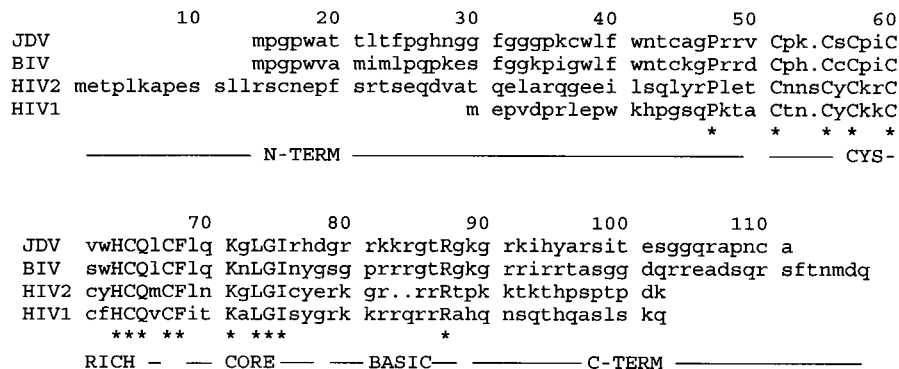 10 20 30 40 50 60
JDV mpgpwat tltfpghngg fgggpkcwlf wntcagPrrv Cpk.CsCpiC
BIV mpgpwva mimlpqpkes fggkpigwlf wntckgPrrd Cph.CcCpiC
HIV2 metplkapes sllrscnepf srtseqdvat qelarqgeei lsqlyrPlet CnnsCyCkrC
HIV1 m epvdprlepw khpgsqPkta Ctn.CyCkkC
* * * * *
N-TERM CYS-
70 80 90 100 110
JDV vwHCQlCFlq KgLGIrhdgr rkkrgtRgkg rkihyarsit esggqrapnc a
BIV swHCQlCFlq KnLGInygsg prrrgtRgkg rrirrtasgg dqrreadsqr sftnmdq
HIV2 cyHCQmCFln KgLGIcyerk gr..rrRtpk ktkthpsptp dk
HIV1 cfHCQvCFit KaLGIsygrk krrqrrRahq nsqthqasls kq
*** ** * *** *
RICH CORE BASIC C-TERM